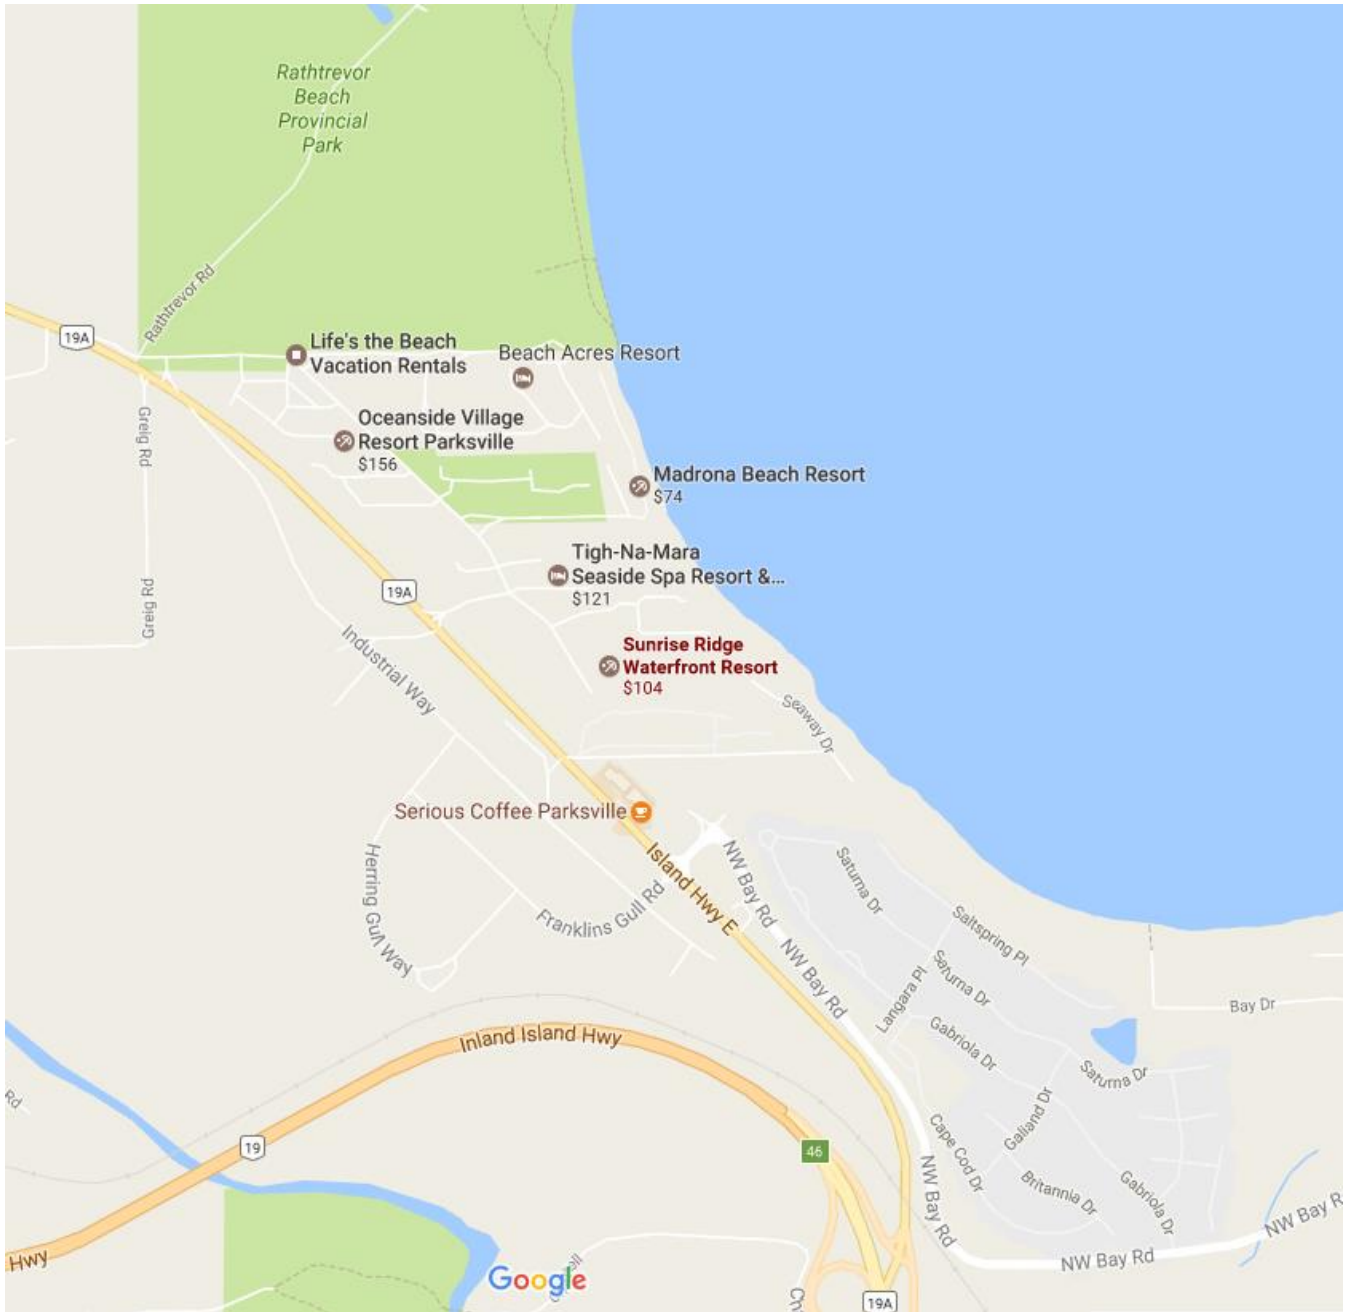 Rathtrevor
Beach
Provincial
Park
Rathtrevor Rd
19A
Life's the Beach
Vacation Rentals
Beach Acres Resort
Greig Rd
Oceanside Village
Resort Parksville
$156
Madrona Beach Resort
$74
Tigh-Na-Mara
Seaside Spa Resort &...
$121
19A
Greig Rd
Industrial Way
Sunrise Ridge
Waterfront Resort
$104
Seaway Dr
Serious Coffee Parksville
Island Hwy E
NW Bay Rd
Herring Gull Way
Franklins Gull Rd
Saturna Dr
Saltspring Pl
NW Bay Rd
Langara Pl
Saturna Dr
Bay Dr
Gabriola Dr
Inland Island Hwy
Saturna Dr
Rd
Galland Dr
19
46
Cape Cod Dr
Britannia Dr
Gabriola Dr
NW Bay Rd
NW Bay R
NW Bay Rd
Hwy
Google
ell
Ch
19A